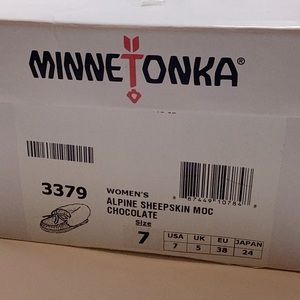 MINNETONKA®
3379
WOMEN'S
ALPINE SHEEPSKIN MOC
CHOCOLATE
Size
7
USA UK EU JAPAN
7 5 38 24